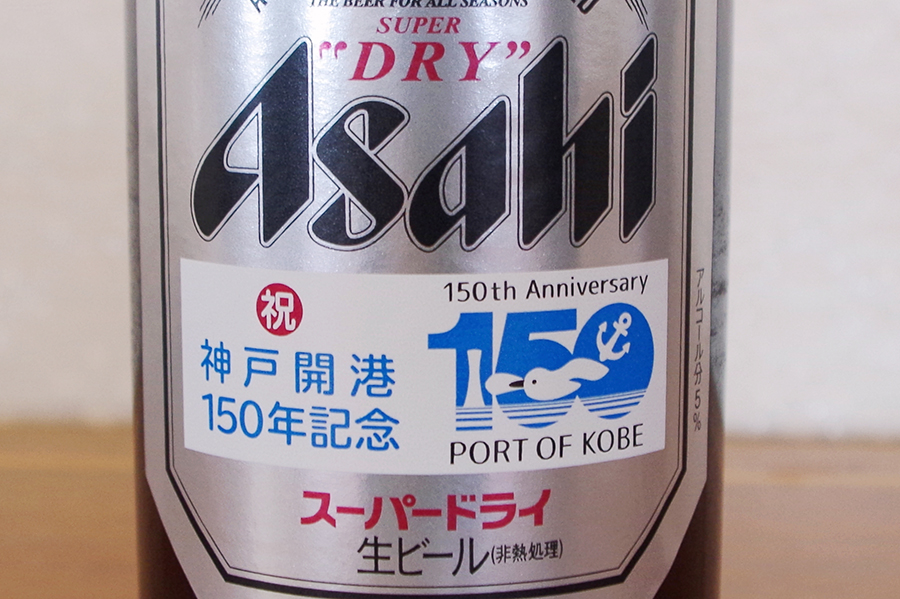 THE BEER FOR ALL SEASONS
SUPER
"DRY"
Asahi
祝
神戸開港
150年記念
150th Anniversary
150
PORT OF KOBE
スーパードライ
生ビール(非熱処理)
アルコール分5%